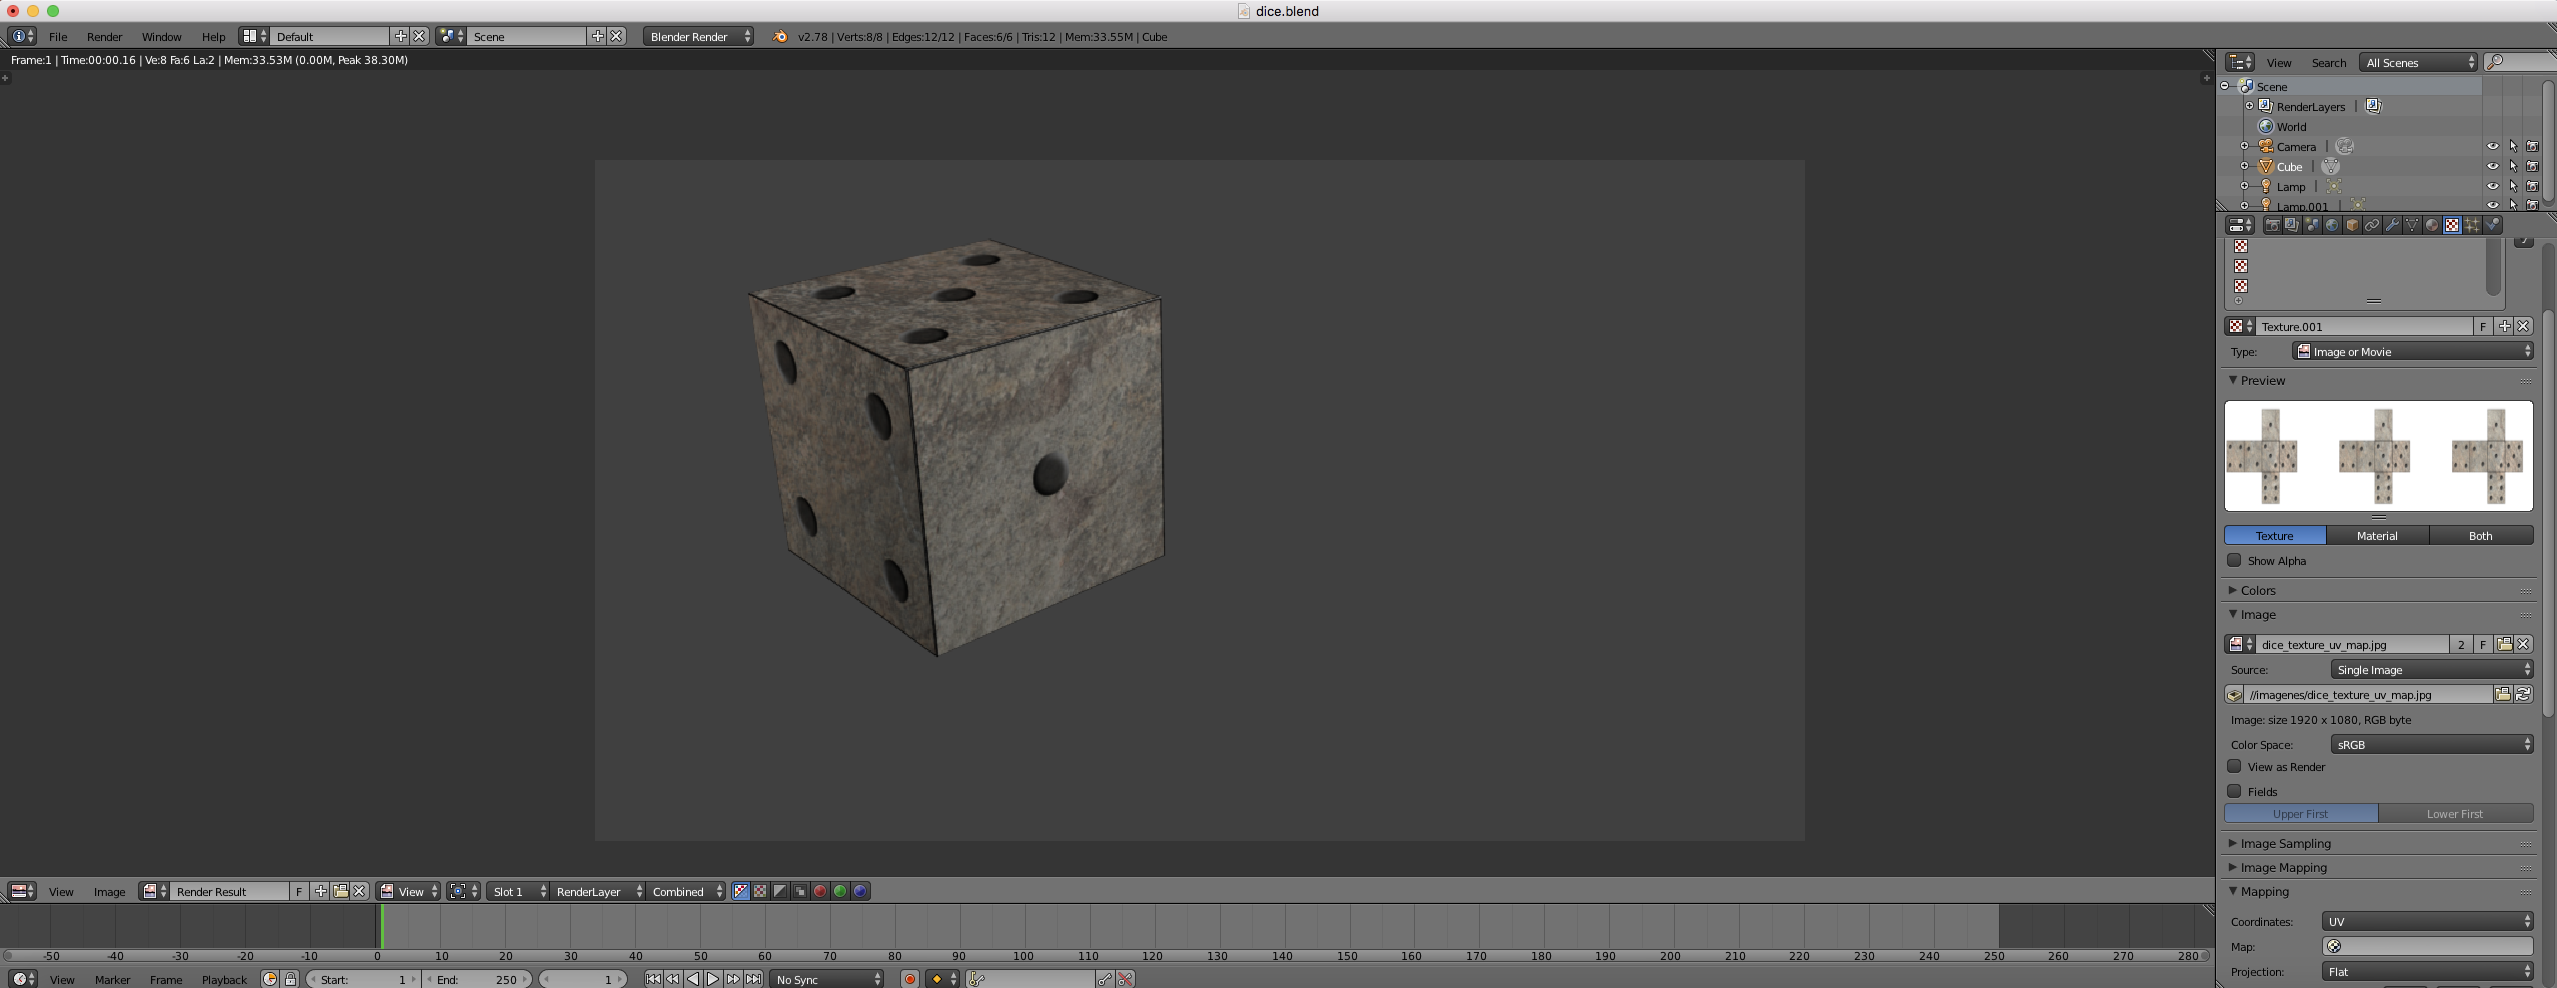 dice.blend
File Render Window Help Default Scene Blender Render v2.78 | Verts:8/8 | Edges:12/12 | Faces:6/6 | Tris:12 | Mem:33.55M | Cube
Frame:1 | Time:00:00.16 | Ve:8 Fa:6 La:2 | Mem:33.53M (0.00M, Peak 38.30M)
View Search All Scenes
Scene
RenderLayers |
World
Camera |
Cube |
Lamp |
Lamp.001
Texture.001 F
Type: Image or Movie
Preview
Texture Material Both
Show Alpha
Colors
Image
dice_texture_uv_map.jpg 2 F
Source: Single Image
//imagenes/dice_texture_uv_map.jpg
Image: size 1920 x 1080, RGB byte
Color Space: sRGB
View as Render
Fields
Upper First Lower First
Image Sampling
Image Mapping
Mapping
Coordinates: UV
Map:
Projection: Flat
View Image Render Result F View Slot 1 RenderLayer Combined
-50 -40 -30 -20 -10 0 10 20 30 40 50 60 70 80 90 100 110 120 130 140 150 160 170 180 190 200 210 220 230 240 250 260 270 280
View Marker Frame Playback Start: 1 End: 250 1 No Sync